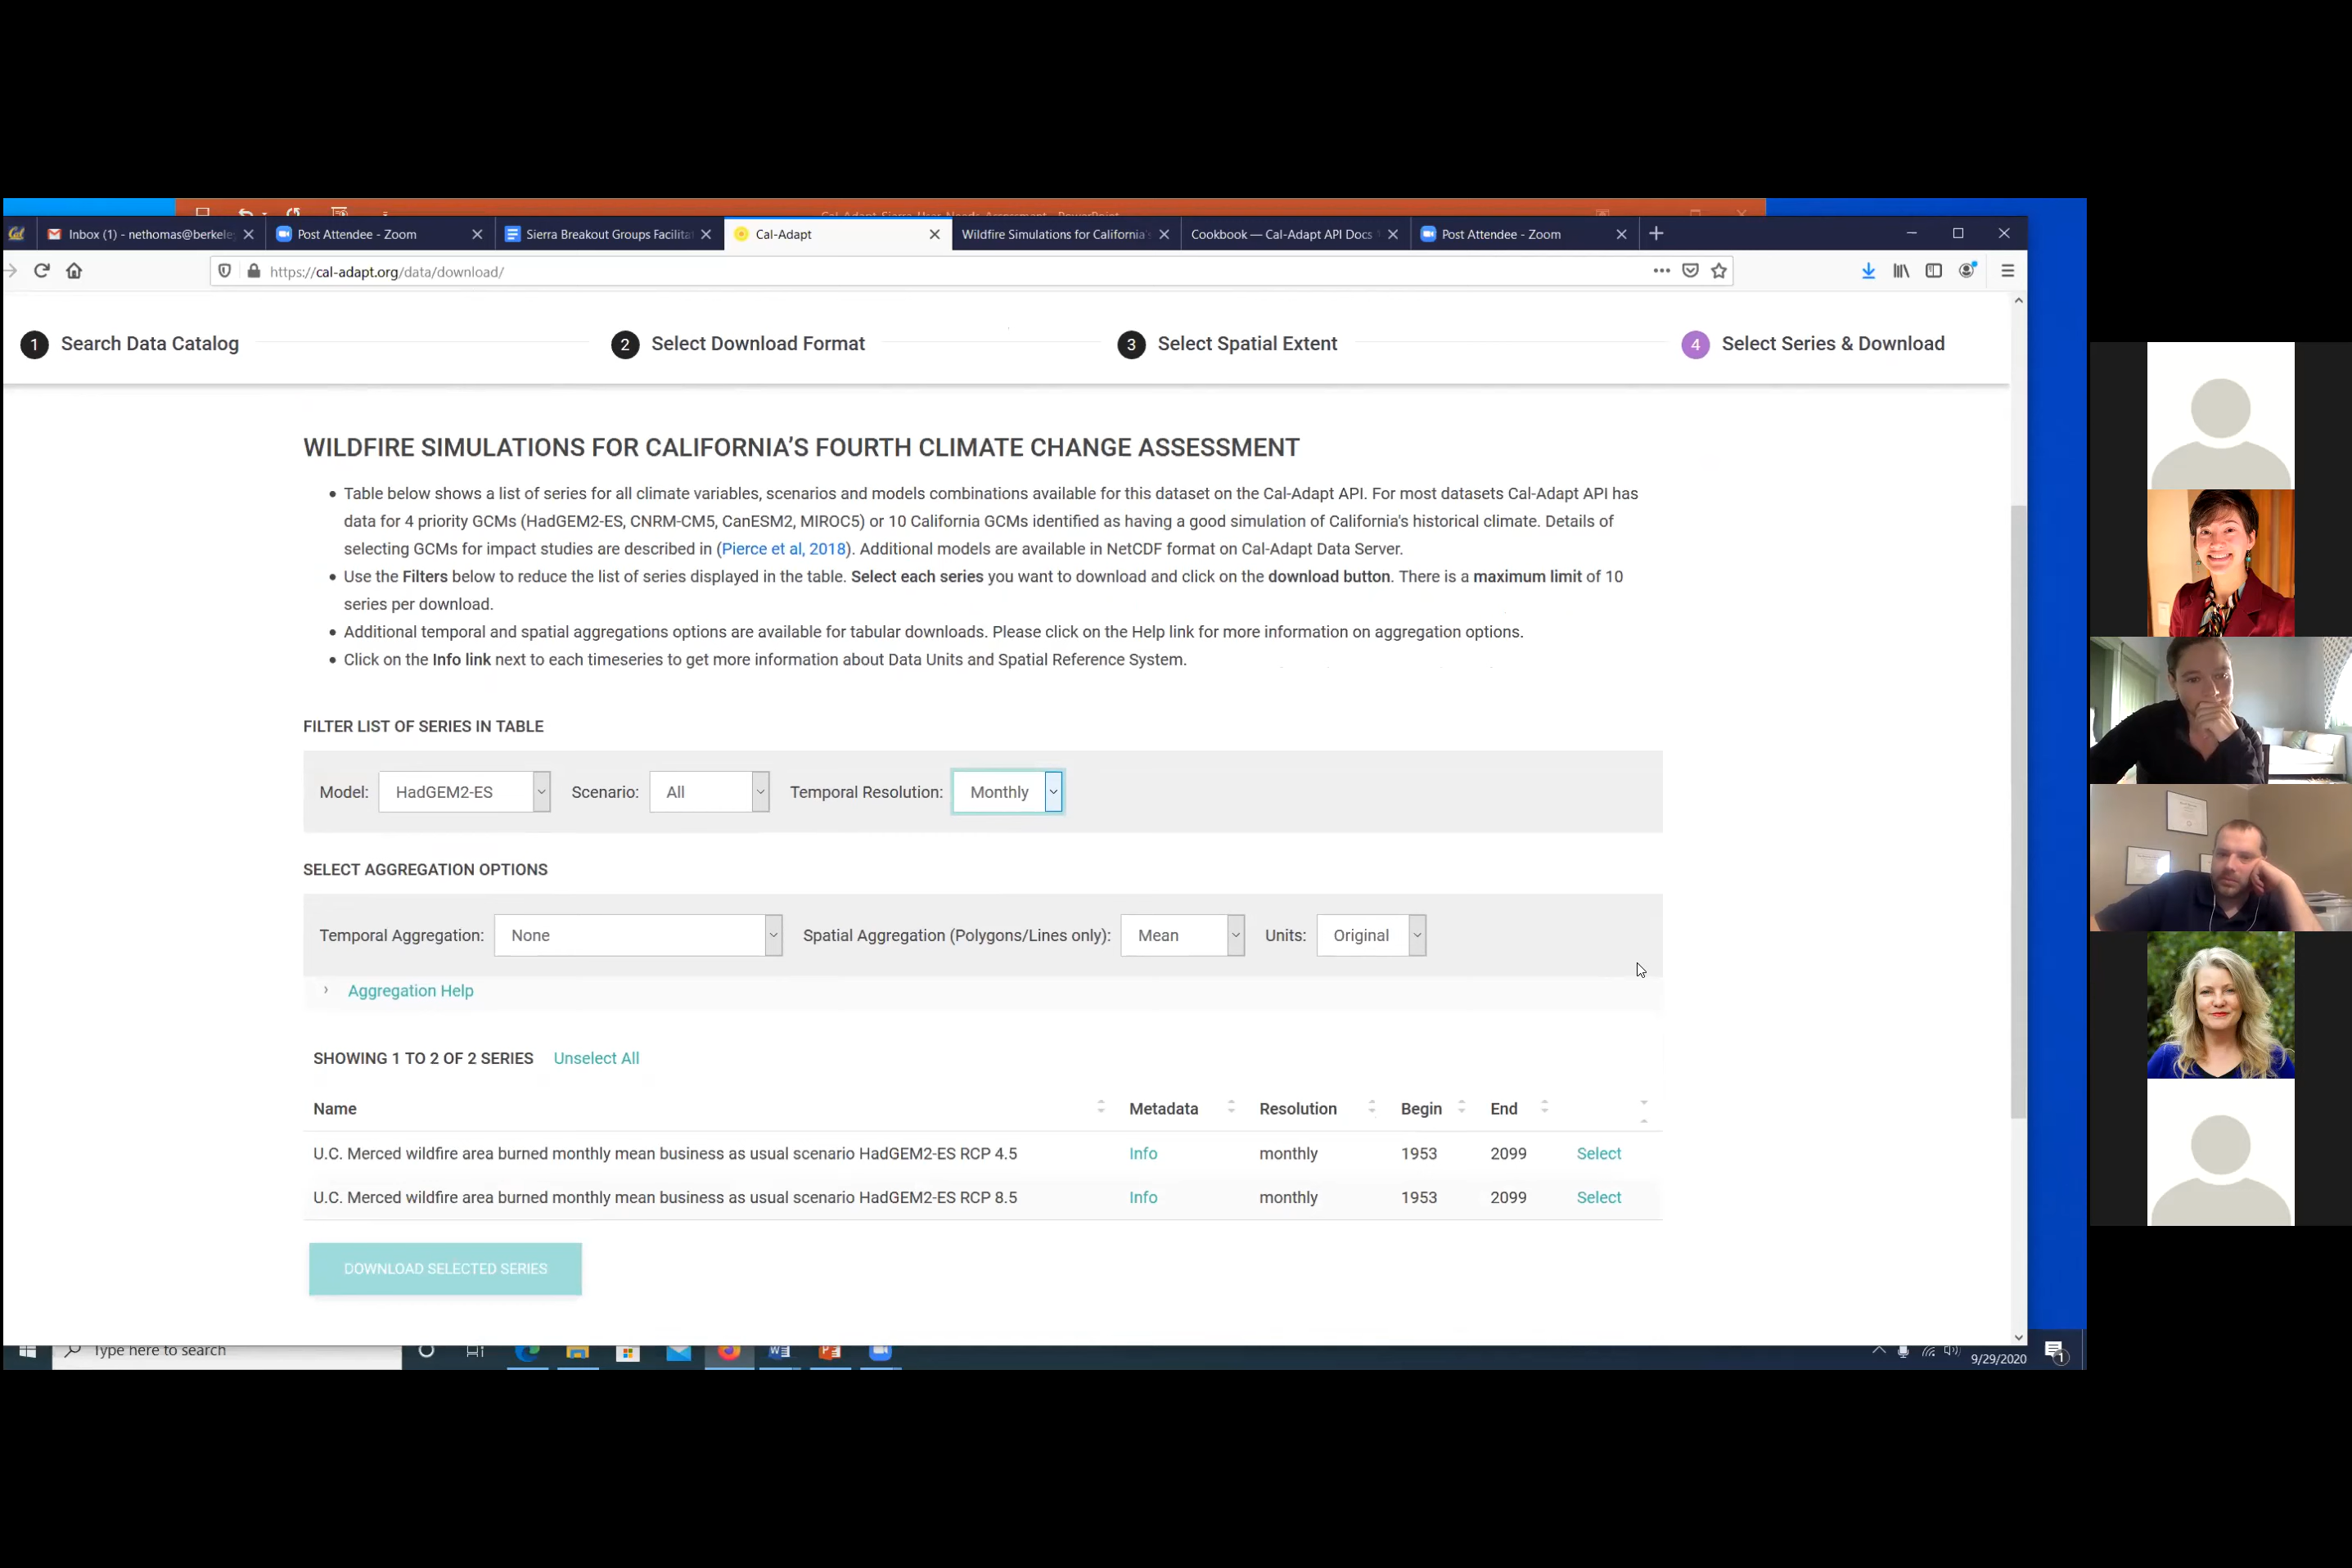 Cal-Adapt Sierra User Needs Assessment - PowerPoint
Cal
Inbox (1) - nethomas@berkele
Post Attendee - Zoom
Sierra Breakout Groups Facilita
Cal-Adapt
Wildfire Simulations for California's
Cookbook — Cal-Adapt API Docs
Post Attendee - Zoom
https://cal-adapt.org/data/download/
1 Search Data Catalog
2 Select Download Format
3 Select Spatial Extent
4 Select Series & Download
WILDFIRE SIMULATIONS FOR CALIFORNIA’S FOURTH CLIMATE CHANGE ASSESSMENT
• Table below shows a list of series for all climate variables, scenarios and models combinations available for this dataset on the Cal-Adapt API. For most datasets Cal-Adapt API has
data for 4 priority GCMs (HadGEM2-ES, CNRM-CM5, CanESM2, MIROC5) or 10 California GCMs identified as having a good simulation of California's historical climate. Details of
selecting GCMs for impact studies are described in (Pierce et al, 2018). Additional models are available in NetCDF format on Cal-Adapt Data Server.
• Use the Filters below to reduce the list of series displayed in the table. Select each series you want to download and click on the download button. There is a maximum limit of 10
series per download.
• Additional temporal and spatial aggregations options are available for tabular downloads. Please click on the Help link for more information on aggregation options.
• Click on the Info link next to each timeseries to get more information about Data Units and Spatial Reference System.
FILTER LIST OF SERIES IN TABLE
Model: HadGEM2-ES Scenario: All Temporal Resolution: Monthly
SELECT AGGREGATION OPTIONS
Temporal Aggregation: None Spatial Aggregation (Polygons/Lines only): Mean Units: Original
Aggregation Help
SHOWING 1 TO 2 OF 2 SERIES Unselect All
Name Metadata Resolution Begin End
U.C. Merced wildfire area burned monthly mean business as usual scenario HadGEM2-ES RCP 4.5 Info monthly 1953 2099 Select
U.C. Merced wildfire area burned monthly mean business as usual scenario HadGEM2-ES RCP 8.5 Info monthly 1953 2099 Select
DOWNLOAD SELECTED SERIES
Type here to search
9/29/2020
1